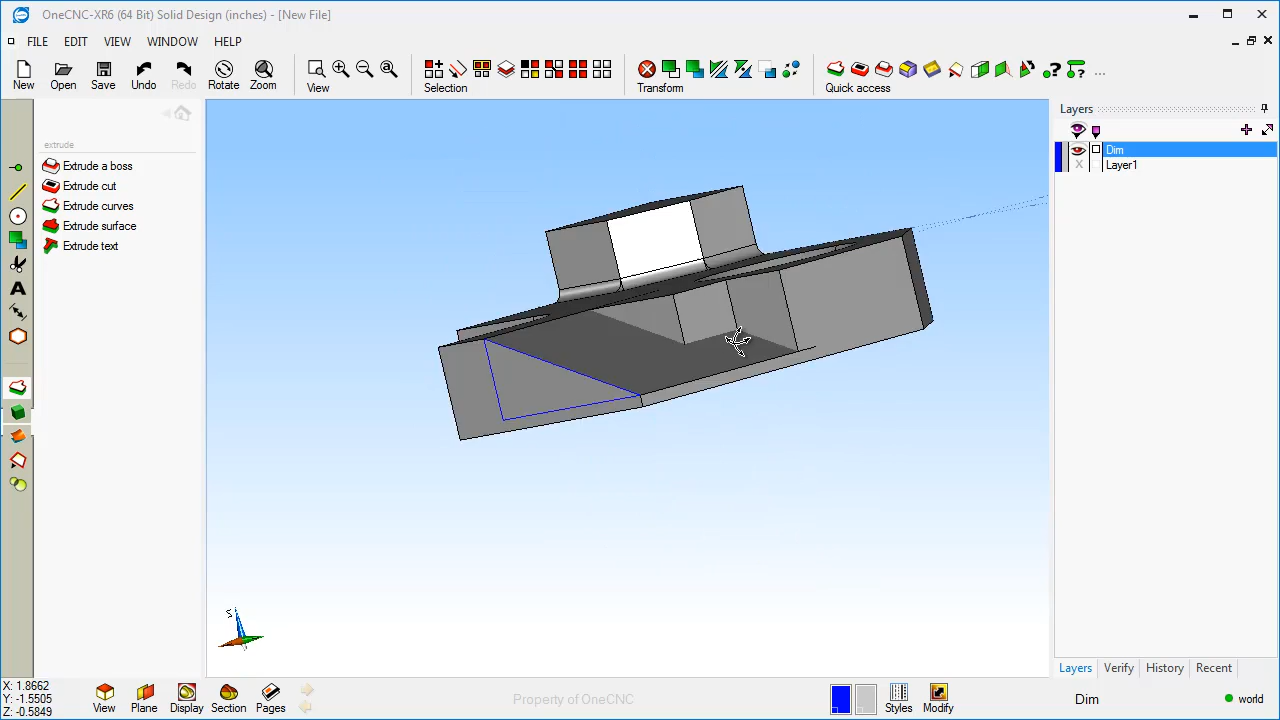 OneCNC-XR6 (64 Bit) Solid Design (inches) - [New File]
FILE EDIT VIEW WINDOW HELP
New Open Save Undo Redo Rotate Zoom View Selection Transform Quick access ...
Layers
extrude
Dim
Extrude a boss
Layer1
Extrude cut
Extrude curves
Extrude surface
Extrude text
Layers Verify History Recent
X: 1.8662
Y: -1.5505
Z: -0.5849
View Plane Display Section Pages
Property of OneCNC
Styles Modify
Dim
world